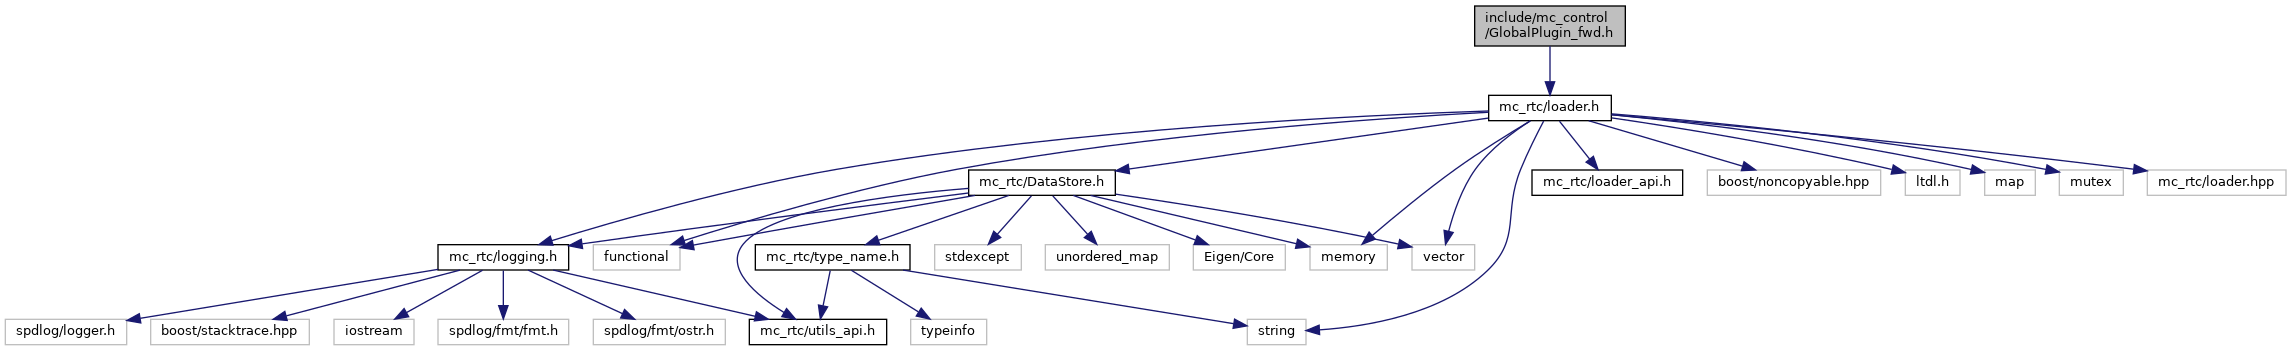 include/mc_control
/GlobalPlugin_fwd.h
mc_rtc/loader.h
mc_rtc/DataStore.h
mc_rtc/loader_api.h
boost/noncopyable.hpp
ltdl.h
map
mutex
mc_rtc/loader.hpp
mc_rtc/logging.h
functional
mc_rtc/type_name.h
stdexcept
unordered_map
Eigen/Core
memory
vector
spdlog/logger.h
boost/stacktrace.hpp
iostream
spdlog/fmt/fmt.h
spdlog/fmt/ostr.h
mc_rtc/utils_api.h
typeinfo
string